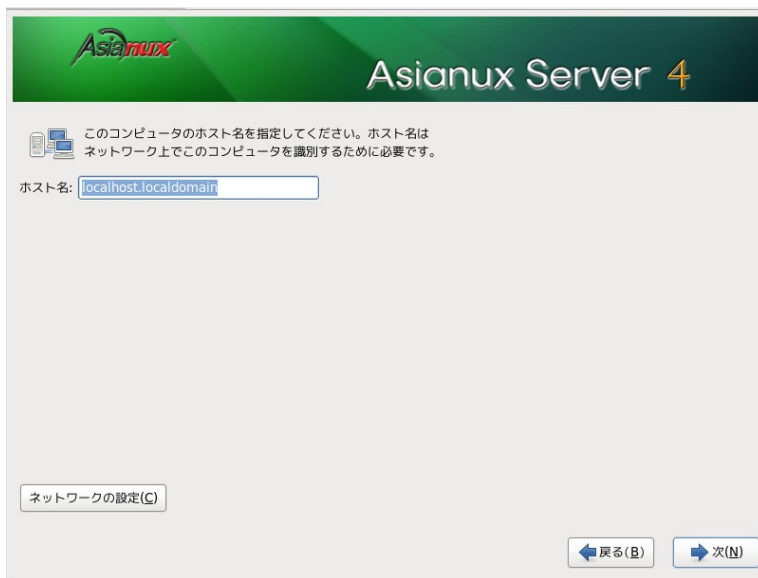 Asianux
Asianux Server 4
このコンピュータのホスト名を指定してください。ホスト名は
ネットワーク上でこのコンピュータを識別するために必要です。
ホスト名: localhost.localdomain
ネットワークの設定(C)
戻る(B) 次(N)